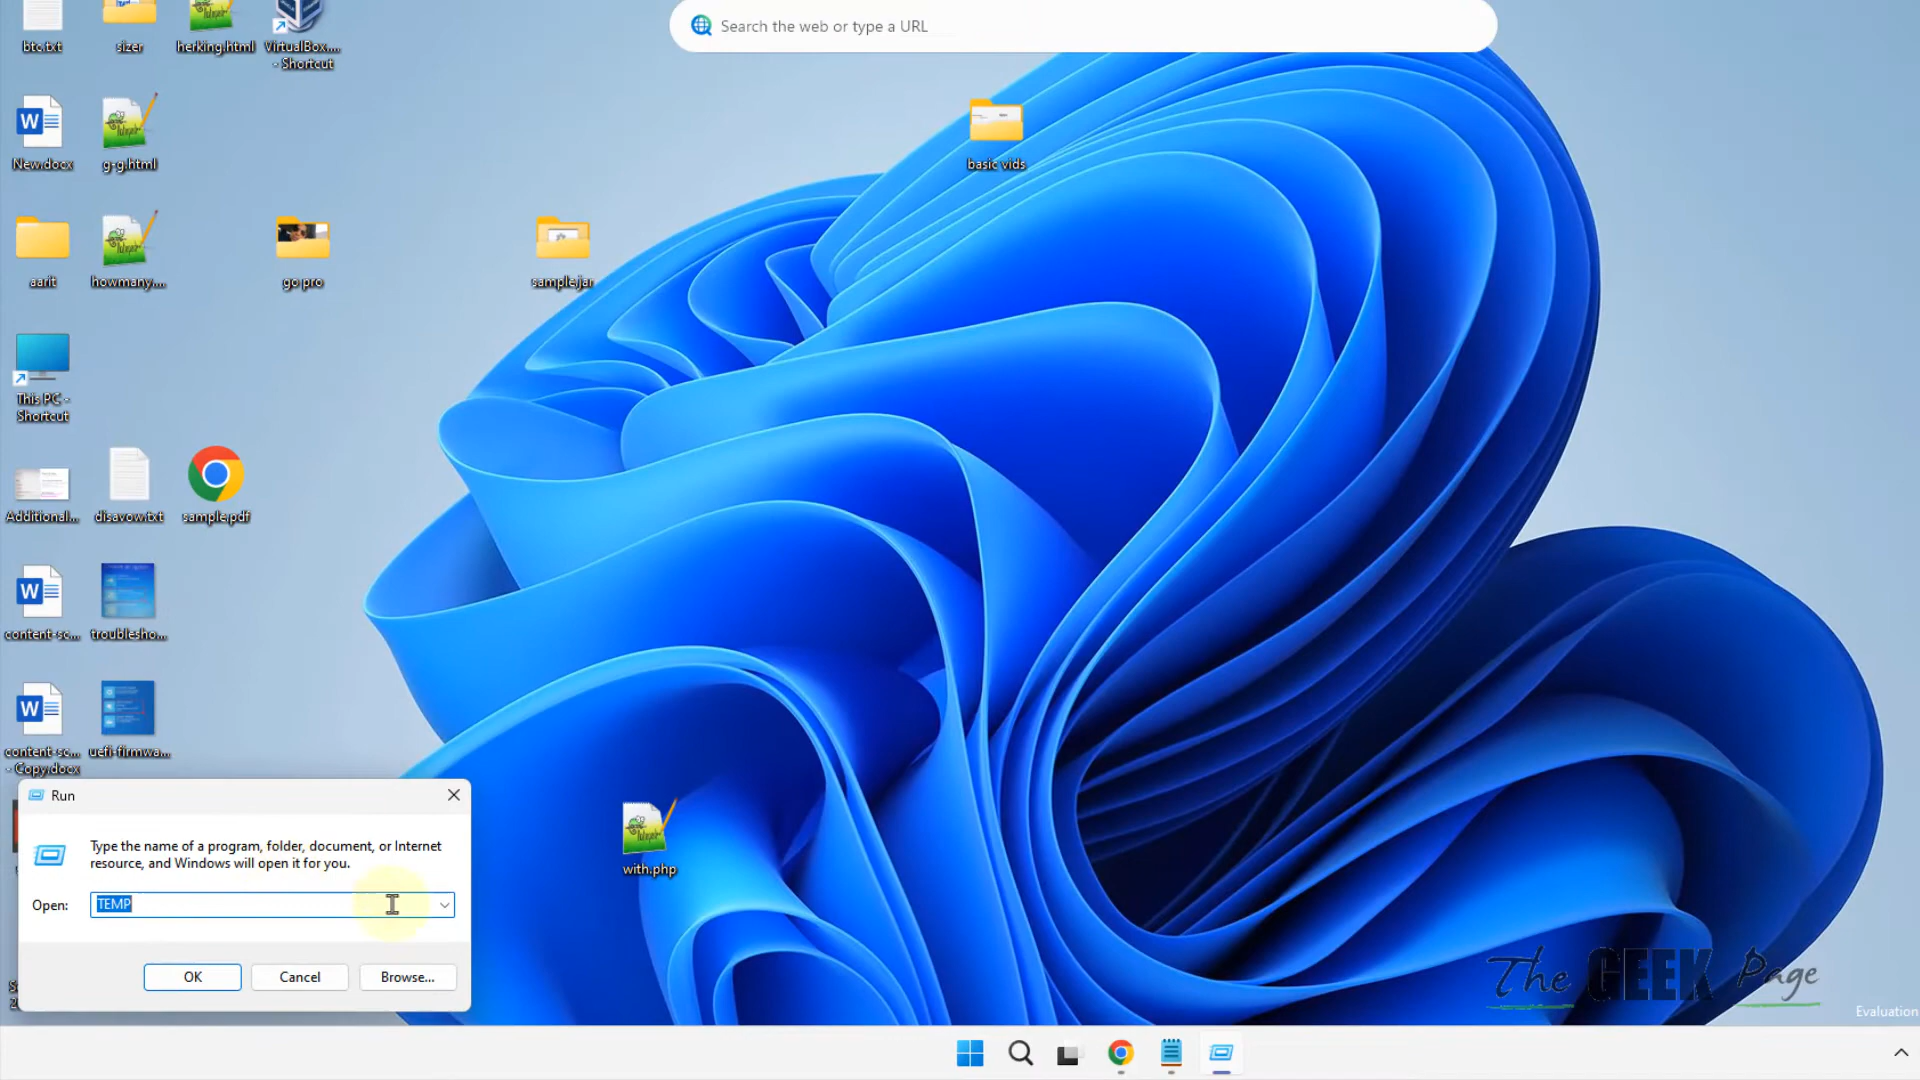 Search the web or type a URL
btc.txt
sizer
herking.html
VirtualBox....
- Shortcut
New.docx
g-g.html
basic vids
aarit
howmany....
go pro
sample.jar
This PC -
Shortcut
Additional...
disavow.txt
sample.pdf
content-sc...
troublesho...
content-sc...
- Copy.docx
uefi-firmwa...
with.php
Run
Type the name of a program, folder, document, or Internet
resource, and Windows will open it for you.
Open:
TEMP
OK
Cancel
Browse...
The GEEK Page
Evaluation